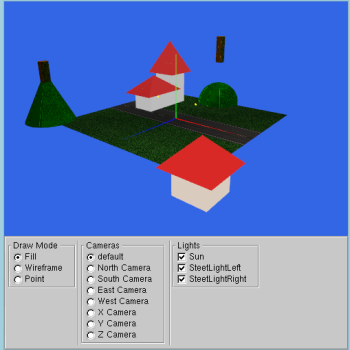 Draw Mode
Fill
Wireframe
Point
Cameras
default
North Camera
South Camera
East Camera
West Camera
X Camera
Y Camera
Z Camera
Lights
Sun
SteetLightLeft
SteetLightRight